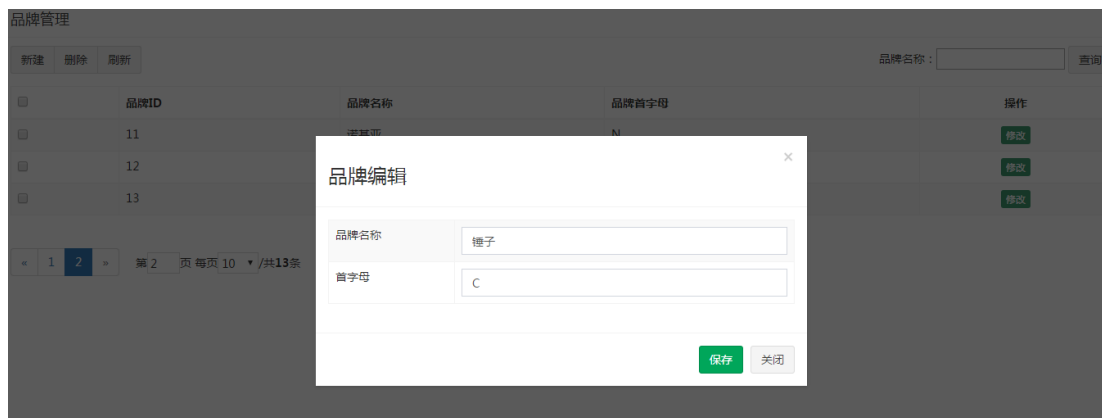 品牌管理
新建 删除 刷新 品牌名称： 查询
品牌ID 品牌名称 品牌首字母 操作
11 诺基亚 N 修改
12 修改
13 修改
« 1 2 » 第 2 页 每页 10 /共13条
×
品牌编辑
品牌名称 锤子
首字母 C
保存 关闭